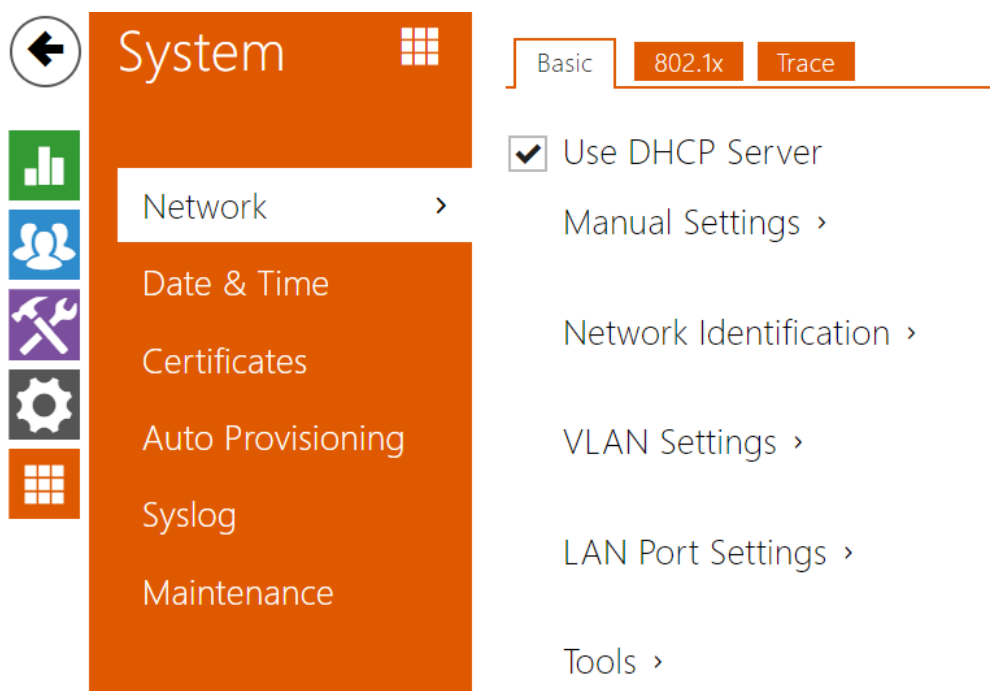 System
Network
Date & Time
Certificates
Auto Provisioning
Syslog
Maintenance
Basic
802.1x
Trace
Use DHCP Server
Manual Settings
Network Identification
VLAN Settings
LAN Port Settings
Tools